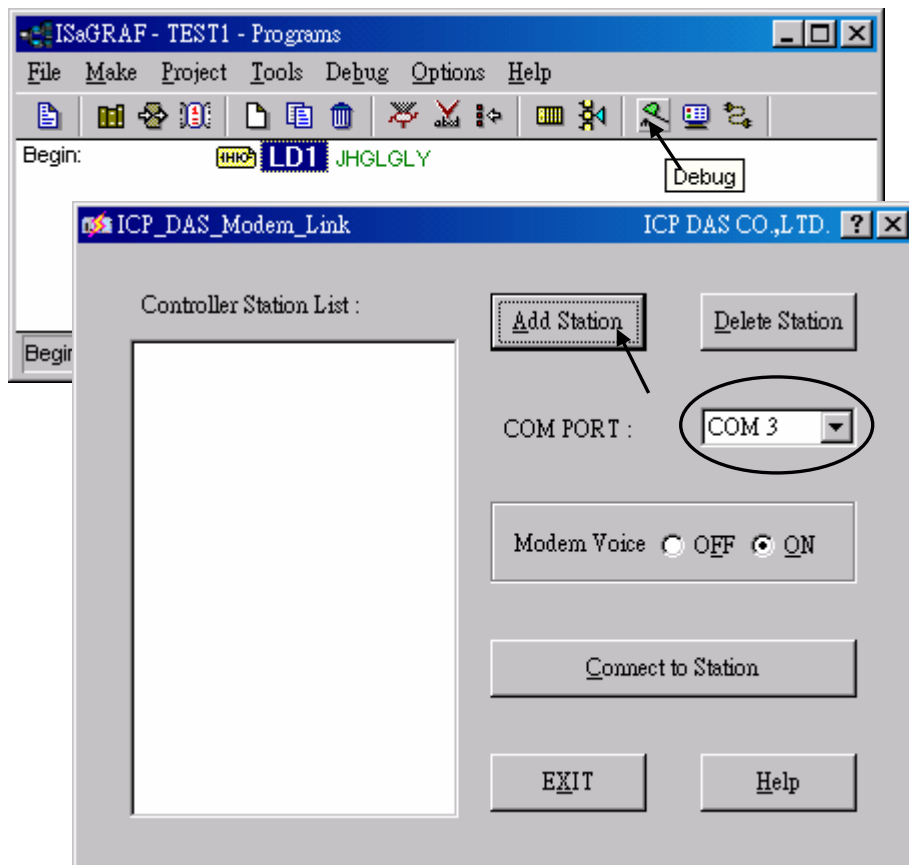 ISaGRAF - TEST1 - Programs
File Make Project Tools Debug Options Help
Begin: LD1 JHGLGLY
Debug
ICP_DAS_Modem_Link ICP DAS CO.,LTD.
Controller Station List :
Add Station Delete Station
Begin
COM PORT : COM 3
Modem Voice OFF ON
Connect to Station
EXIT Help